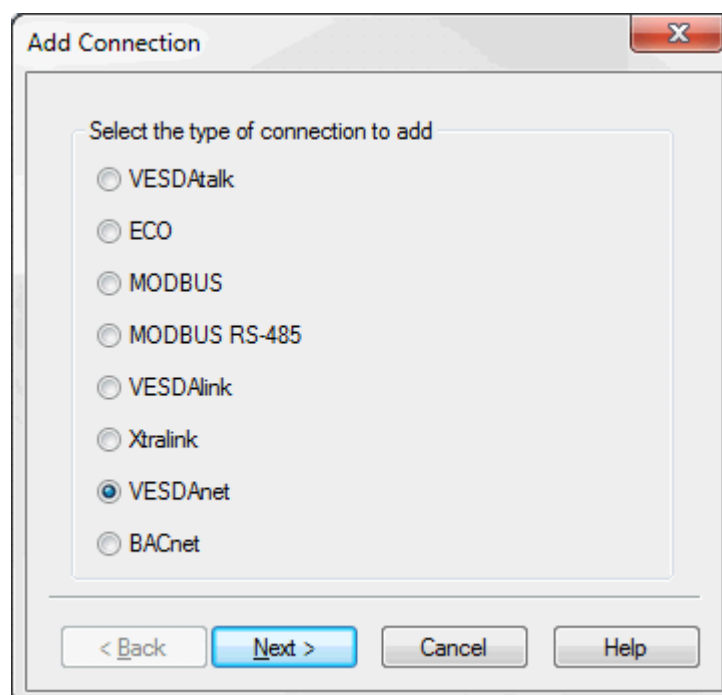 Add Connection
Select the type of connection to add
VESDAtalk
ECO
MODBUS
MODBUS RS-485
VESDAlink
Xtralink
VESDAnet
BACnet
< Back Next > Cancel Help